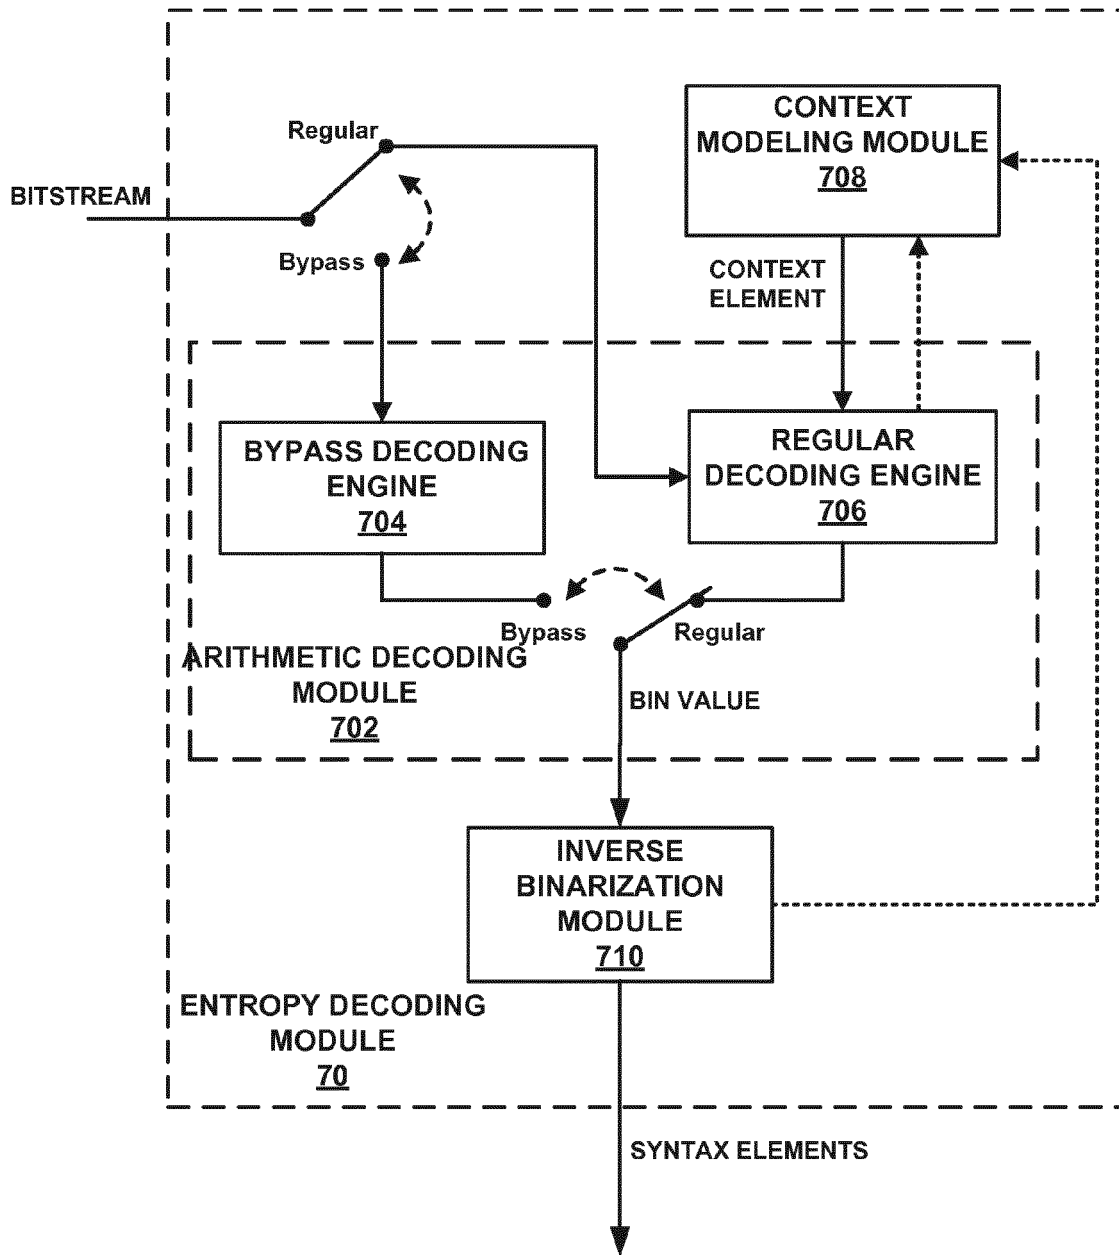 CONTEXT
MODELING MODULE
708
Regular
BITSTREAM
Bypass
CONTEXT
ELEMENT
BYPASS DECODING
ENGINE
704
REGULAR
DECODING ENGINE
706
Bypass
Regular
ARITHMETIC DECODING
MODULE
702
BIN VALUE
INVERSE
BINARIZATION
MODULE
710
ENTROPY DECODING
MODULE
70
SYNTAX ELEMENTS